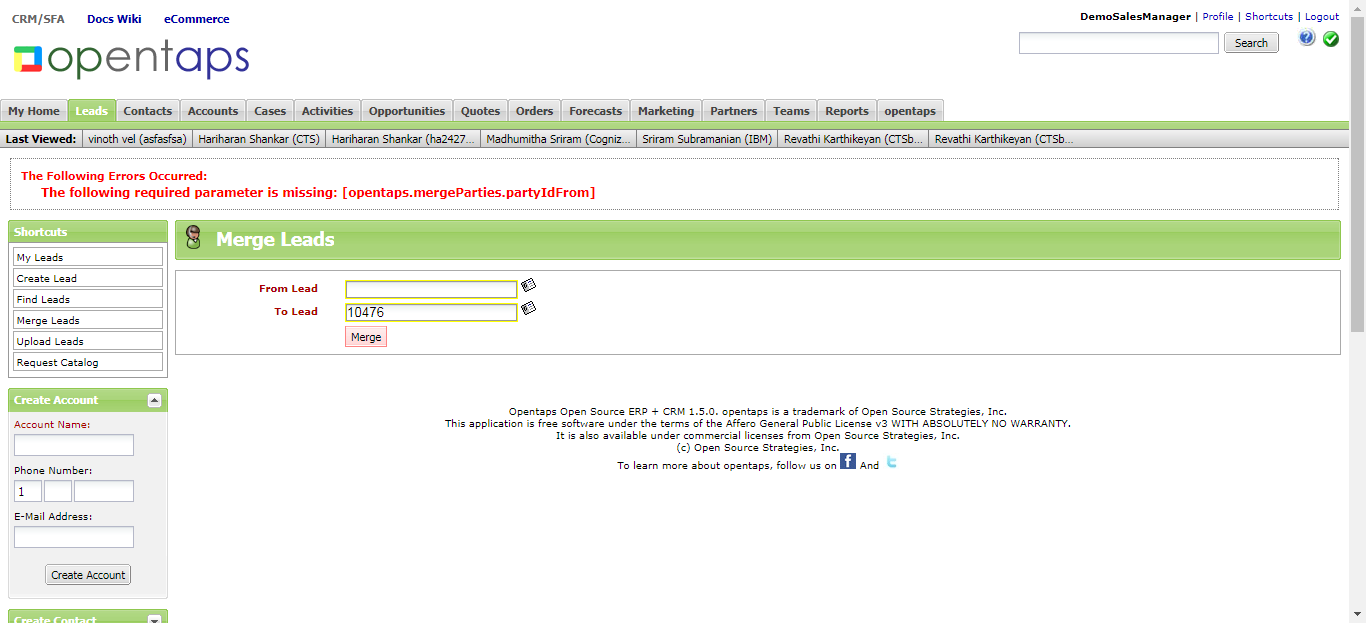 CRM/SFA Docs Wiki eCommerce
DemoSalesManager | Profile | Shortcuts | Logout
opentaps
Search
My Home Leads Contacts Accounts Cases Activities Opportunities Quotes Orders Forecasts Marketing Partners Teams Reports opentaps
Last Viewed: vinoth vel (asfasfsa) Hariharan Shankar (CTS) Hariharan Shankar (ha2427... Madhumitha Sriram (Cogniz... Sriram Subramanian (IBM) Revathi Karthikeyan (CTSb... Revathi Karthikeyan (CTSb...
The Following Errors Occurred:
The following required parameter is missing: [opentaps.mergeParties.partyIdFrom]
Shortcuts
My Leads
Create Lead
Find Leads
Merge Leads
Upload Leads
Request Catalog
Merge Leads
From Lead
To Lead 10476
Merge
Create Account
Account Name:
Phone Number:
1
E-Mail Address:
Create Account
Create Contact
Opentaps Open Source ERP + CRM 1.5.0. opentaps is a trademark of Open Source Strategies, Inc.
This application is free software under the terms of the Affero General Public License v3 WITH ABSOLUTELY NO WARRANTY.
It is also available under commercial licenses from Open Source Strategies, Inc.
(c) Open Source Strategies, Inc.
To learn more about opentaps, follow us on f And t